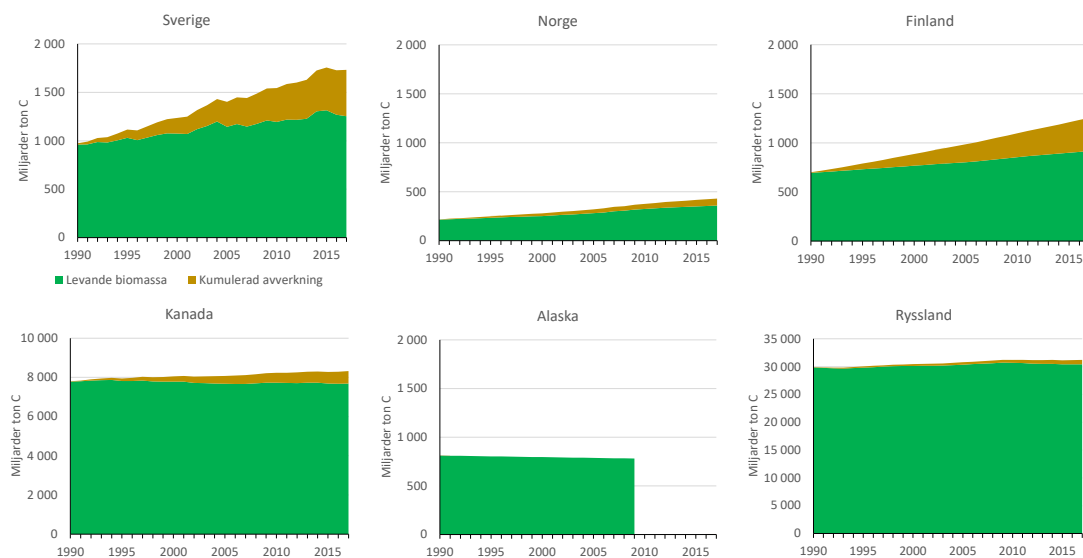 Sverige
Miljarder ton C
2 000
1 500
1 000
500
0
1990 1995 2000 2005 2010 2015
Levande biomassa Kumulerad avverkning
Norge
Miljarder ton C
2 000
1 500
1 000
500
0
1990 1995 2000 2005 2010 2015
Finland
Miljarder ton C
2 000
1 500
1 000
500
0
1990 1995 2000 2005 2010 2015
Kanada
Miljarder ton C
10 000
8 000
6 000
4 000
2 000
0
1990 1995 2000 2005 2010 2015
Alaska
Miljarder ton C
2 000
1 500
1 000
500
0
1990 1995 2000 2005 2010 2015
Ryssland
Miljarder ton C
35 000
30 000
25 000
20 000
15 000
10 000
5 000
0
1990 1995 2000 2005 2010 2015